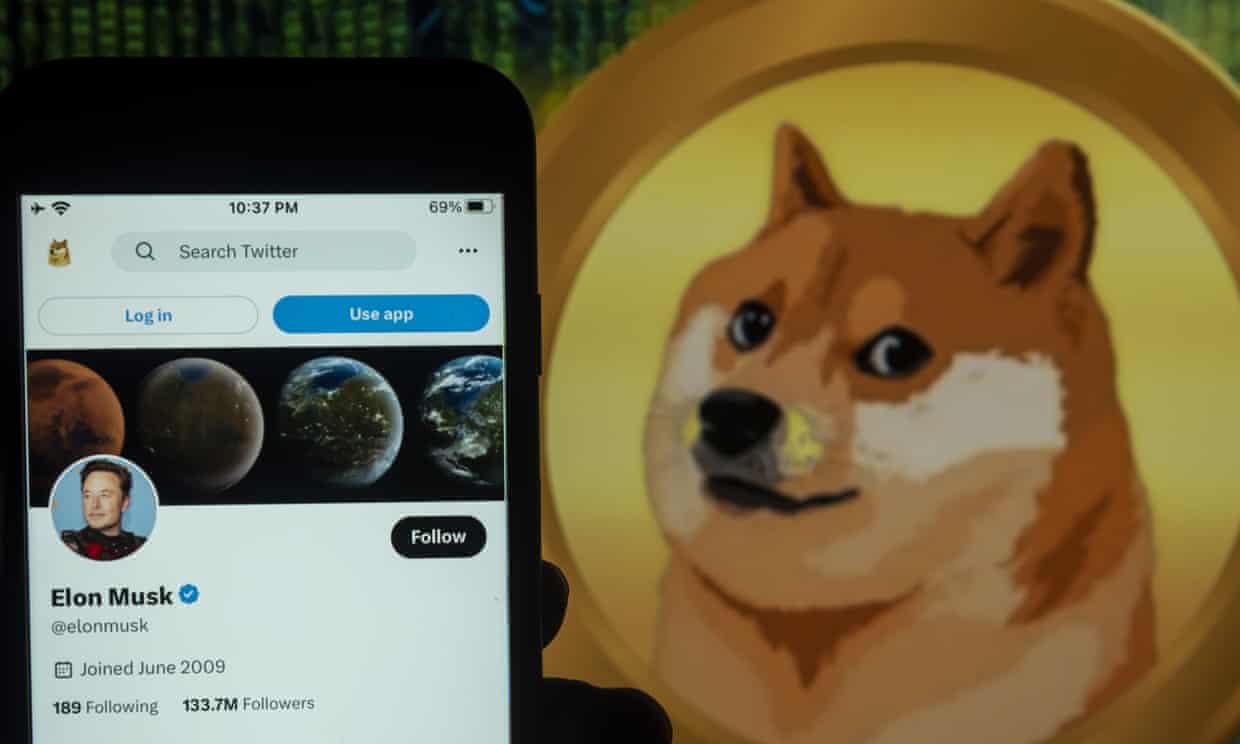 10:37 PM 69%
Search Twitter
Log in Use app
Follow
Elon Musk
@elonmusk
Joined June 2009
189 Following 133.7M Followers